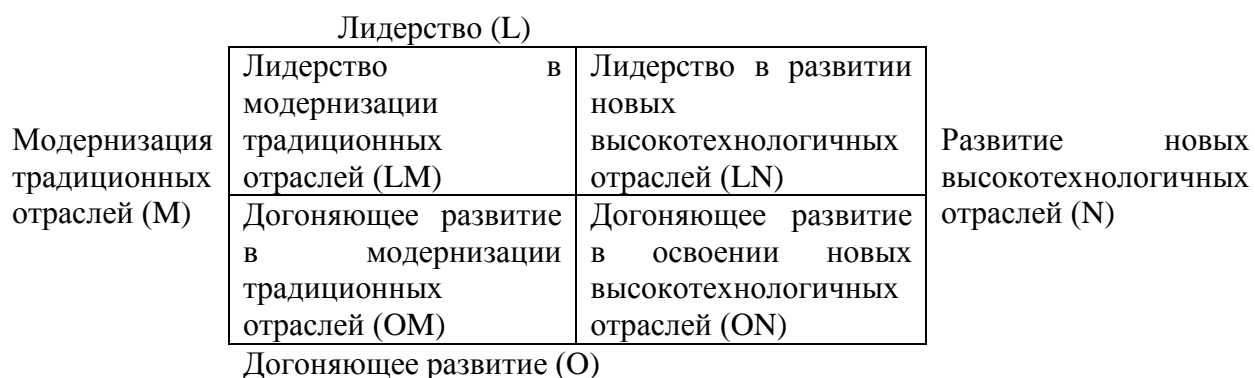 Лидерство (L)
Лидерство в
модернизации
традиционных
отраслей (LM)
Лидерство в развитии
новых
высокотехнологичных
отраслей (LN)
Модернизация
традиционных
отраслей (M)
Развитие новых
высокотехнологичных
отраслей (N)
Догоняющее развитие
в модернизации
традиционных
отраслей (OM)
Догоняющее развитие
в освоении новых
высокотехнологичных
отраслей (ON)
Догоняющее развитие (O)